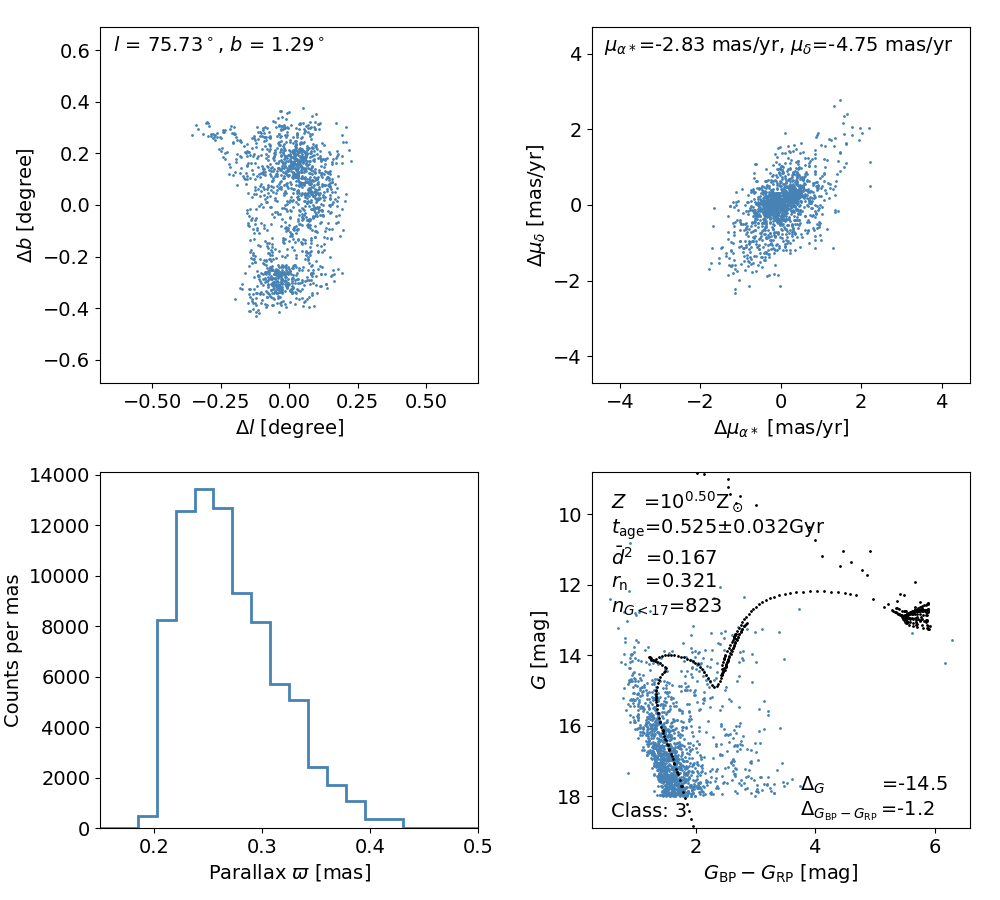 l = 75.73°, b = 1.29°
0.6
0.4
0.2
0.0
−0.2
−0.4
−0.6
Δb [degree]
−0.50 −0.25 0.00 0.25 0.50
Δl [degree]
μα*=-2.83 mas/yr, μδ=-4.75 mas/yr
4
2
0
−2
−4
Δμδ [mas/yr]
−4 −2 0 2 4
Δμα* [mas/yr]
14000
12000
10000
8000
6000
4000
2000
0
Counts per mas
0.2 0.3 0.4 0.5
Parallax ϖ [mas]
Z =10^0.50 Z⊙
t_age=0.525±0.032Gyr
d̄² =0.167
r_n =0.321
n_G<17=823
10
12
14
16
18
G [mag]
Δ_G =-14.5
Δ_G_BP−G_RP =-1.2
Class: 3
2 4 6
G_BP − G_RP [mag]